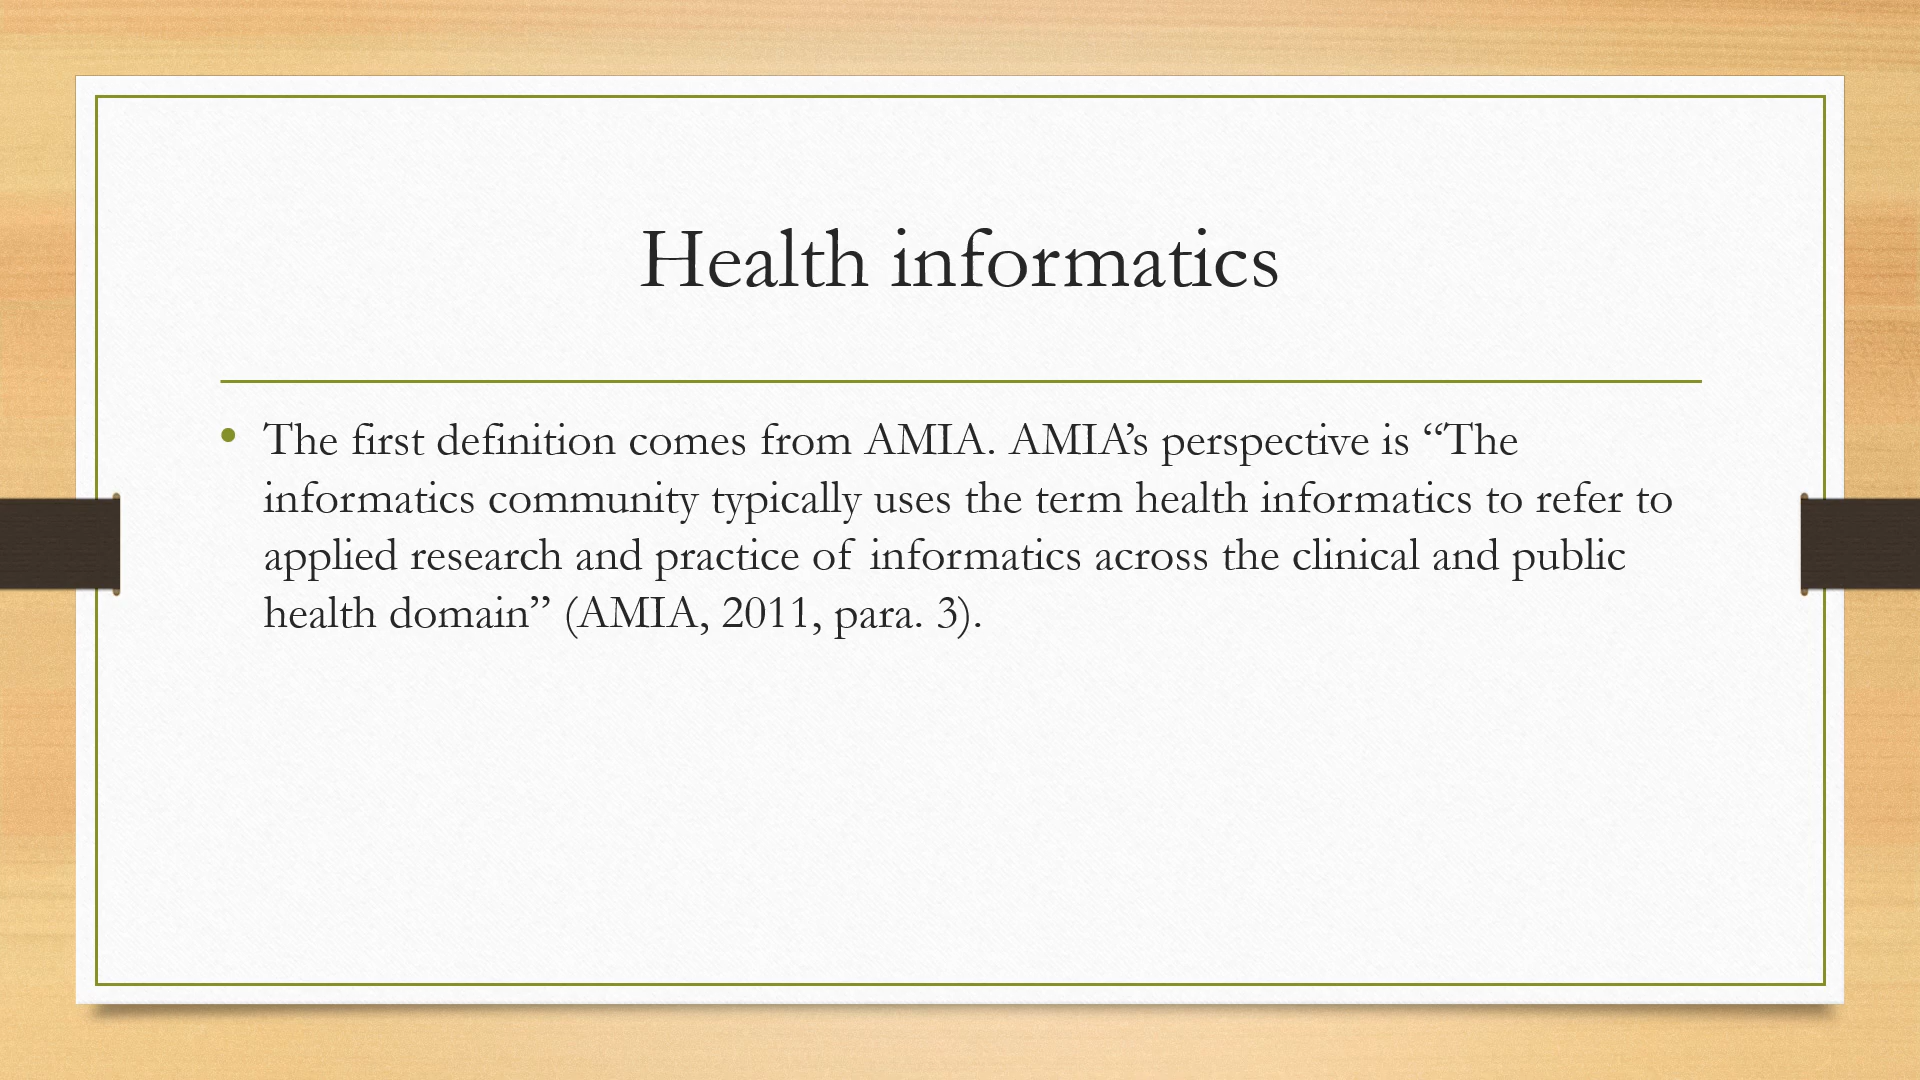 Health informatics
• The first definition comes from AMIA. AMIA’s perspective is “The
informatics community typically uses the term health informatics to refer to
applied research and practice of informatics across the clinical and public
health domain” (AMIA, 2011, para. 3).